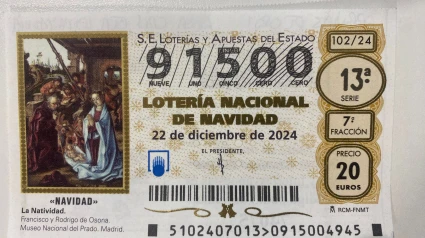 S.E. LOTERÍAS Y APUESTAS DEL ESTADO
102/24
91500
NUEVE UNO CINCO CERO CERO
13ª
SERIE
LOTERÍA NACIONAL
DE NAVIDAD
22 de diciembre de 2024
7ª
FRACCIÓN
EL PRESIDENTE,
PRECIO
20
EUROS
«NAVIDAD»
La Natividad.
Francisco y Rodrigo de Osona.
Museo Nacional del Prado. Madrid.
RCM-FNMT
5102407013>0915004945